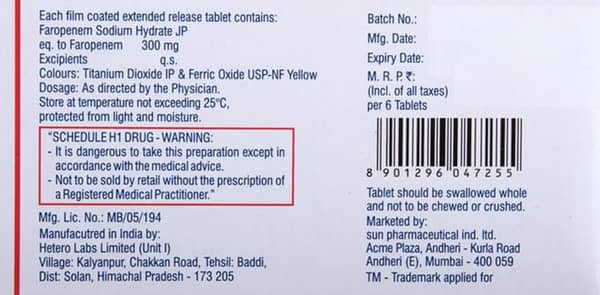 Each film coated extended release tablet contains:
Faropenem Sodium Hydrate JP
eq. to Faropenem 300 mg
Excipients q.s.
Colours: Titanium Dioxide IP & Ferric Oxide USP-NF Yellow
Dosage: As directed by the Physician.
Store at temperature not exceeding 25°C,
protected from light and moisture.
"SCHEDULE H1 DRUG - WARNING:
- It is dangerous to take this preparation except in
accordance with the medical advice.
- Not to be sold by retail without the prescription of
a Registered Medical Practitioner."
Mfg. Lic. No.: MB/05/194
Manufacutred in India by:
Hetero Labs Limited (Unit I)
Village: Kalyanpur, Chakkan Road, Tehsil: Baddi,
Dist: Solan, Himachal Pradesh - 173 205
Batch No.:
Mfg. Date:
Expiry Date:
M. R. P. ₹:
(Incl. of all taxes)
per 6 Tablets
8 901296 047255
Tablet should be swallowed whole
and not to be chewed or crushed.
Marketed by:
sun pharmaceutical ind. ltd.
Acme Plaza, Andheri - Kurla Road
Andheri (E), Mumbai - 400 059
TM - Trademark applied for